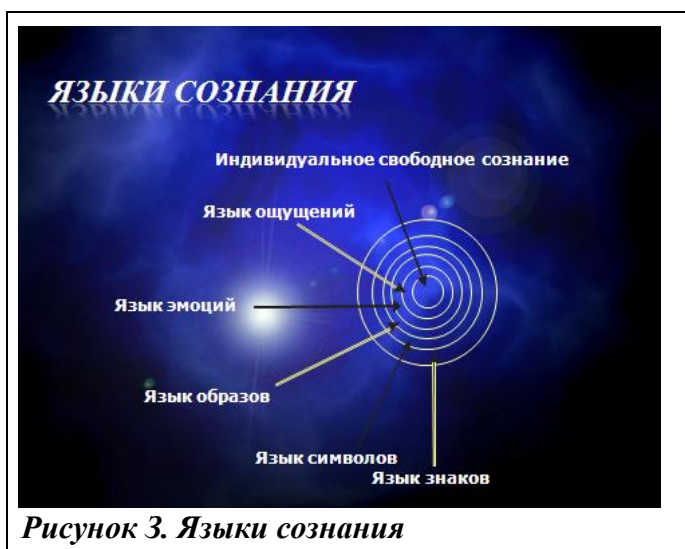 ЯЗЫКИ СОЗНАНИЯ
Индивидуальное свободное сознание
Язык ощущений
Язык эмоций
Язык образов
Язык символов
Язык знаков
Рисунок 3. Языки сознания